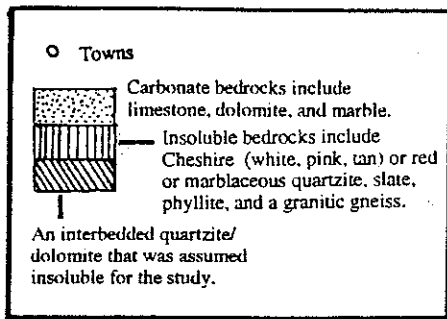 Towns
Carbonate bedrocks include
limestone, dolomite, and marble.
Insoluble bedrocks include
Cheshire (white, pink, tan) or red
or marblaceous quartzite, slate,
phyllite, and a granitic gneiss.
An interbedded quartzite/
dolomite that was assumed
insoluble for the study.